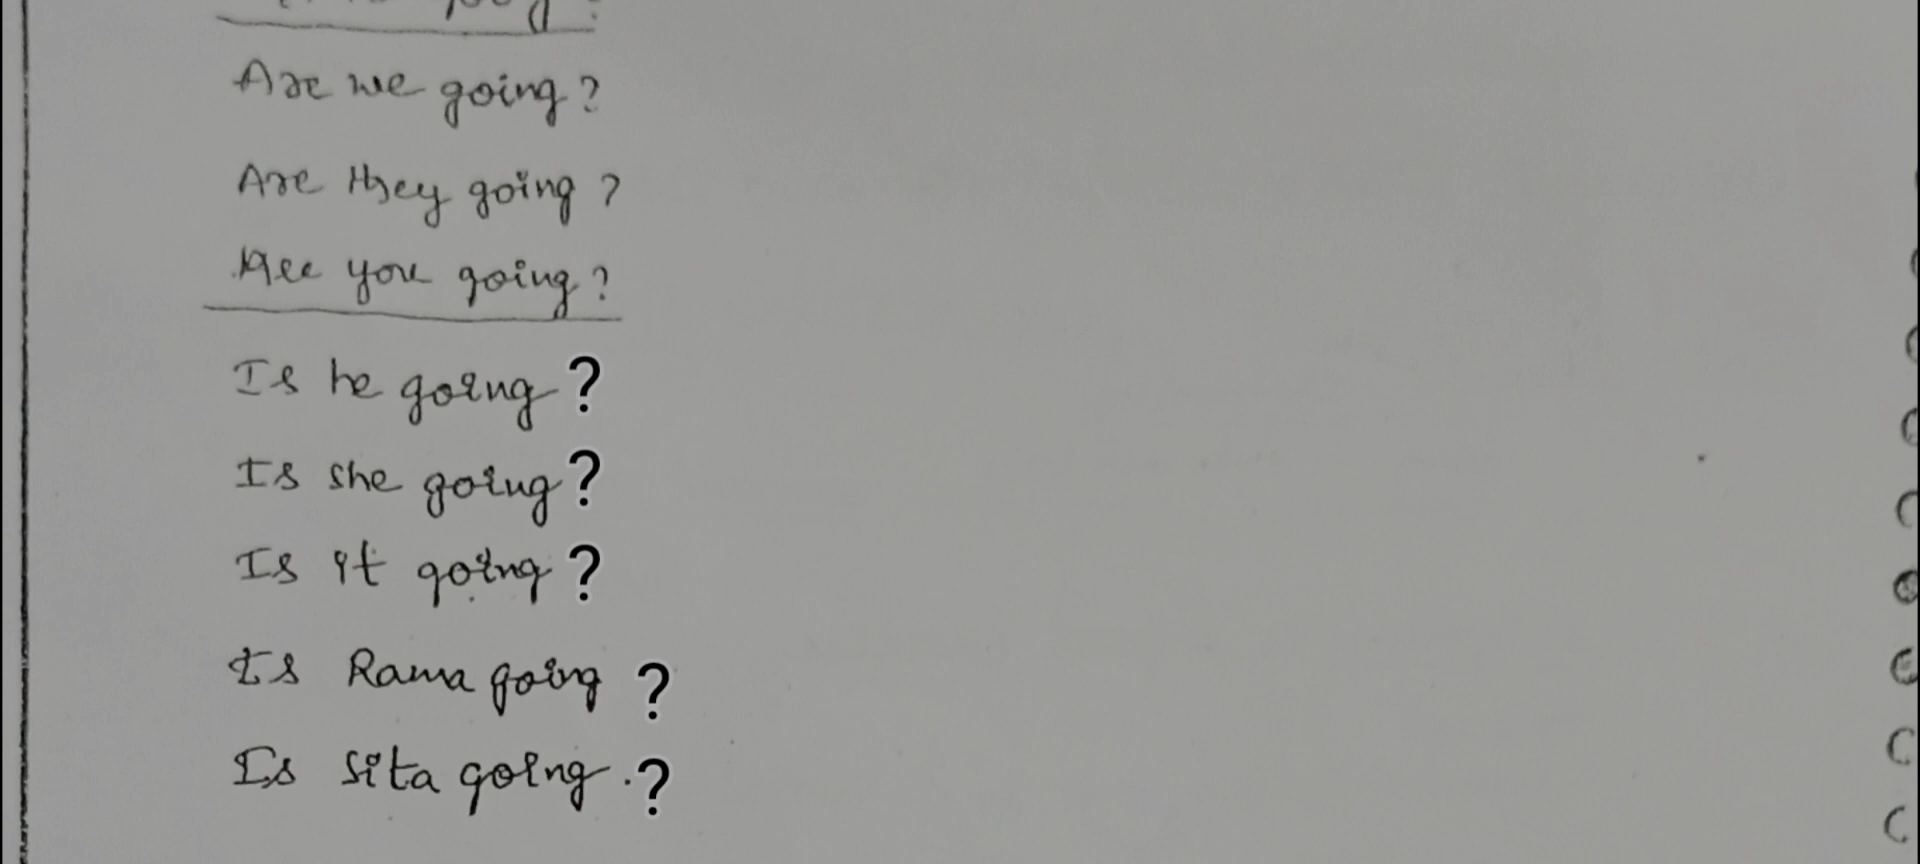 Are we going?
Are they going?
Are you going?
Is he going?
Is she going?
Is it going?
Is Rama going?
Is Sita going.?